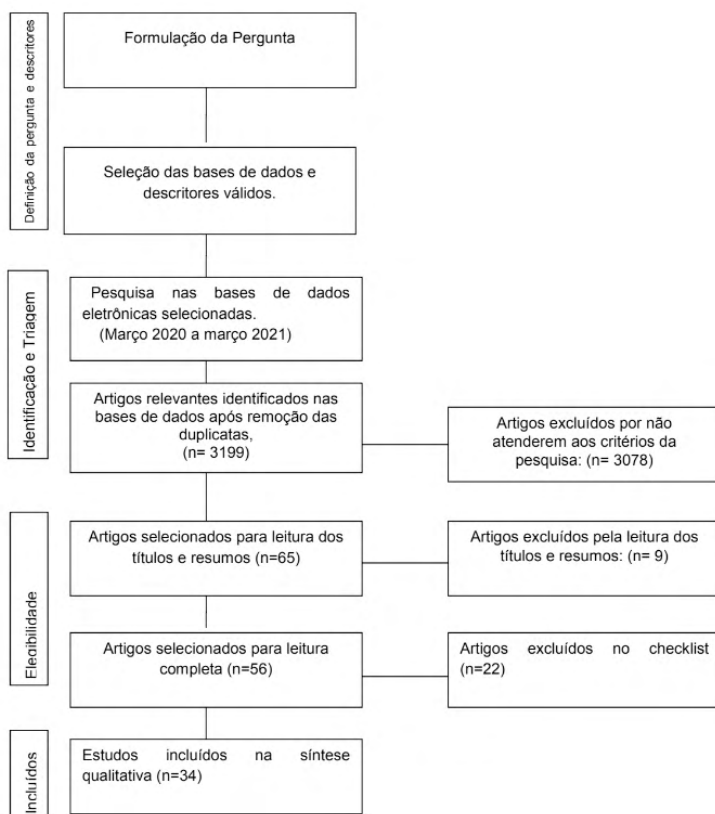 Definição da pergunta e descritores
Formulação da Pergunta
Seleção das bases de dados e
descritores válidos.
Identificação e Triagem
Pesquisa nas bases de dados
eletrônicas selecionadas.
(Março 2020 a março 2021)
Artigos relevantes identificados nas
bases de dados após remoção das
duplicatas,
(n= 3199)
Artigos excluídos por não
atenderem aos critérios da
pesquisa: (n= 3078)
Elegibilidade
Artigos selecionados para leitura dos
títulos e resumos (n=65)
Artigos excluídos pela leitura dos
títulos e resumos: (n= 9)
Artigos selecionados para leitura
completa (n=56)
Artigos excluídos no checklist
(n=22)
Incluídos
Estudos incluídos na síntese
qualitativa (n=34)